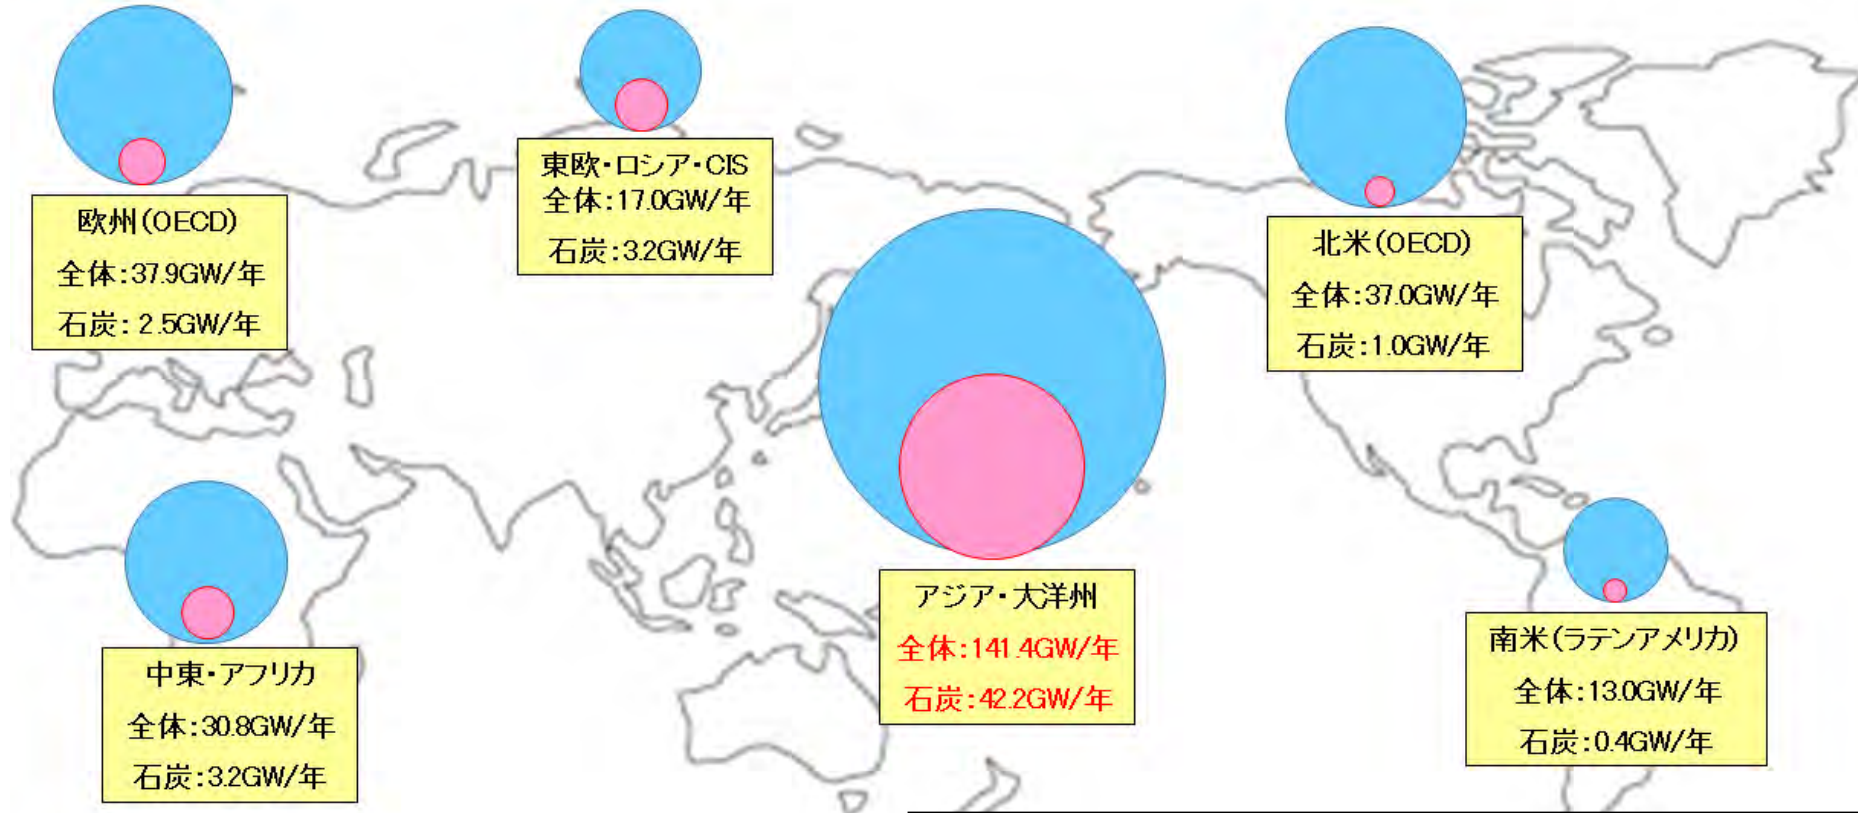 欧州(OECD)
全体:37.9GW/年
石炭: 2.5GW/年
東欧・ロシア・CIS
全体:17.0GW/年
石炭:3.2GW/年
北米(OECD)
全体:37.0GW/年
石炭:1.0GW/年
中東・アフリカ
全体:30.8GW/年
石炭:3.2GW/年
アジア・大洋州
全体:141.4GW/年
石炭:42.2GW/年
南米(ラテンアメリカ)
全体:13.0GW/年
石炭:0.4GW/年